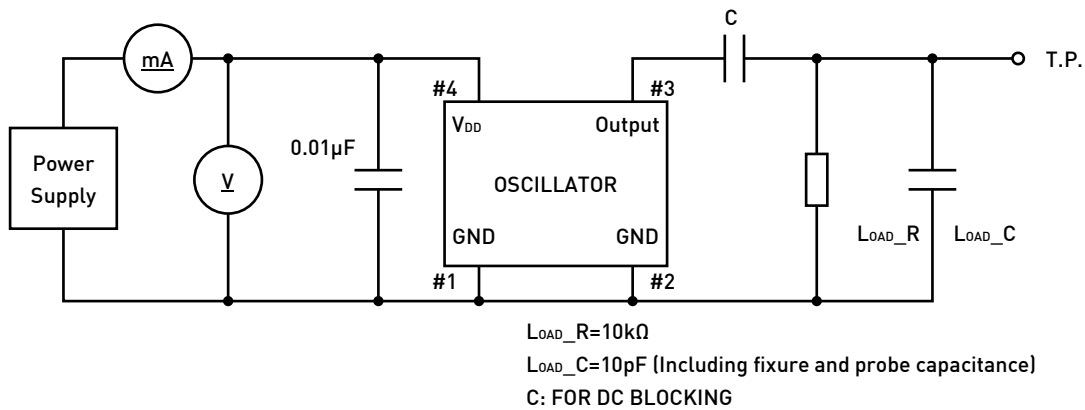 C
mA
T.P.
#4
#3
VDD
Output
0.01µF
Power
Supply
V
OSCILLATOR
GND
GND
LOAD_R
LOAD_C
#1
#2
LOAD_R=10kΩ
LOAD_C=10pF (Including fixure and probe capacitance)
C: FOR DC BLOCKING